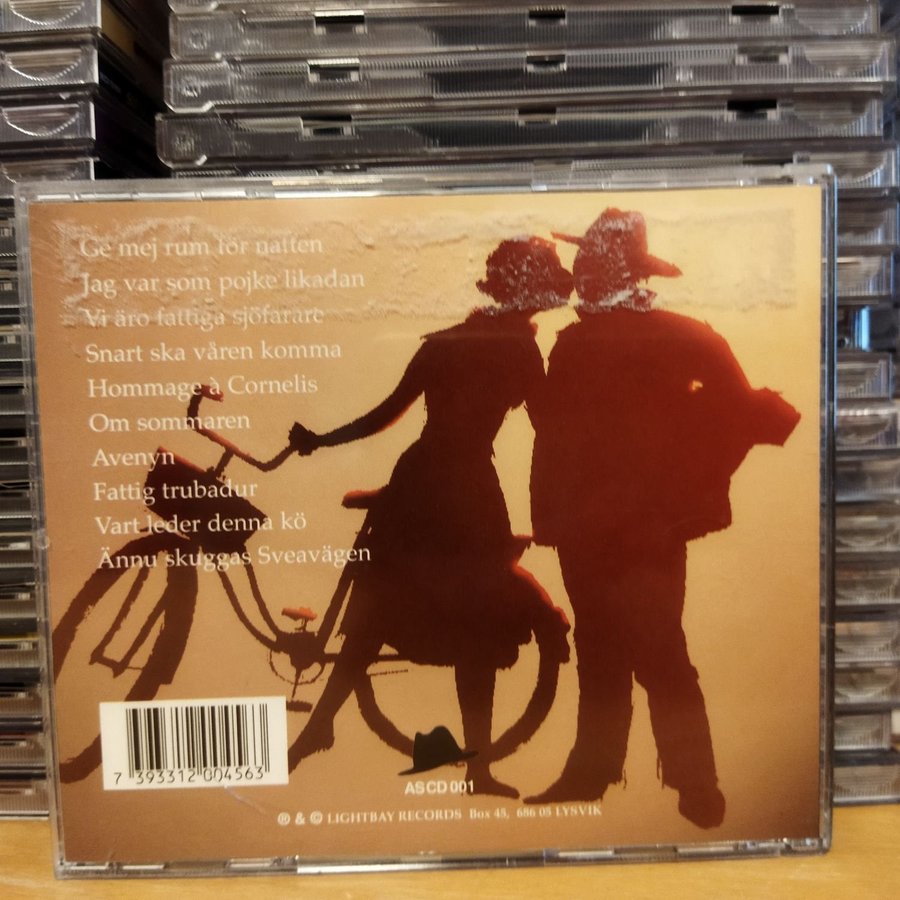 Ge mej rum för natten
Jag var som pojke likadan
Vi äro fattiga sjöfarare
Snart ska våren komma
Hommage à Cornelis
Om sommaren
Avenyn
Fattig trubadur
Vart leder denna kö
Ännu skuggas Sveavägen
7 393312 004563
ASCD 001
℗ & © LIGHTBAY RECORDS Box 45, 686 05 LYSVIK